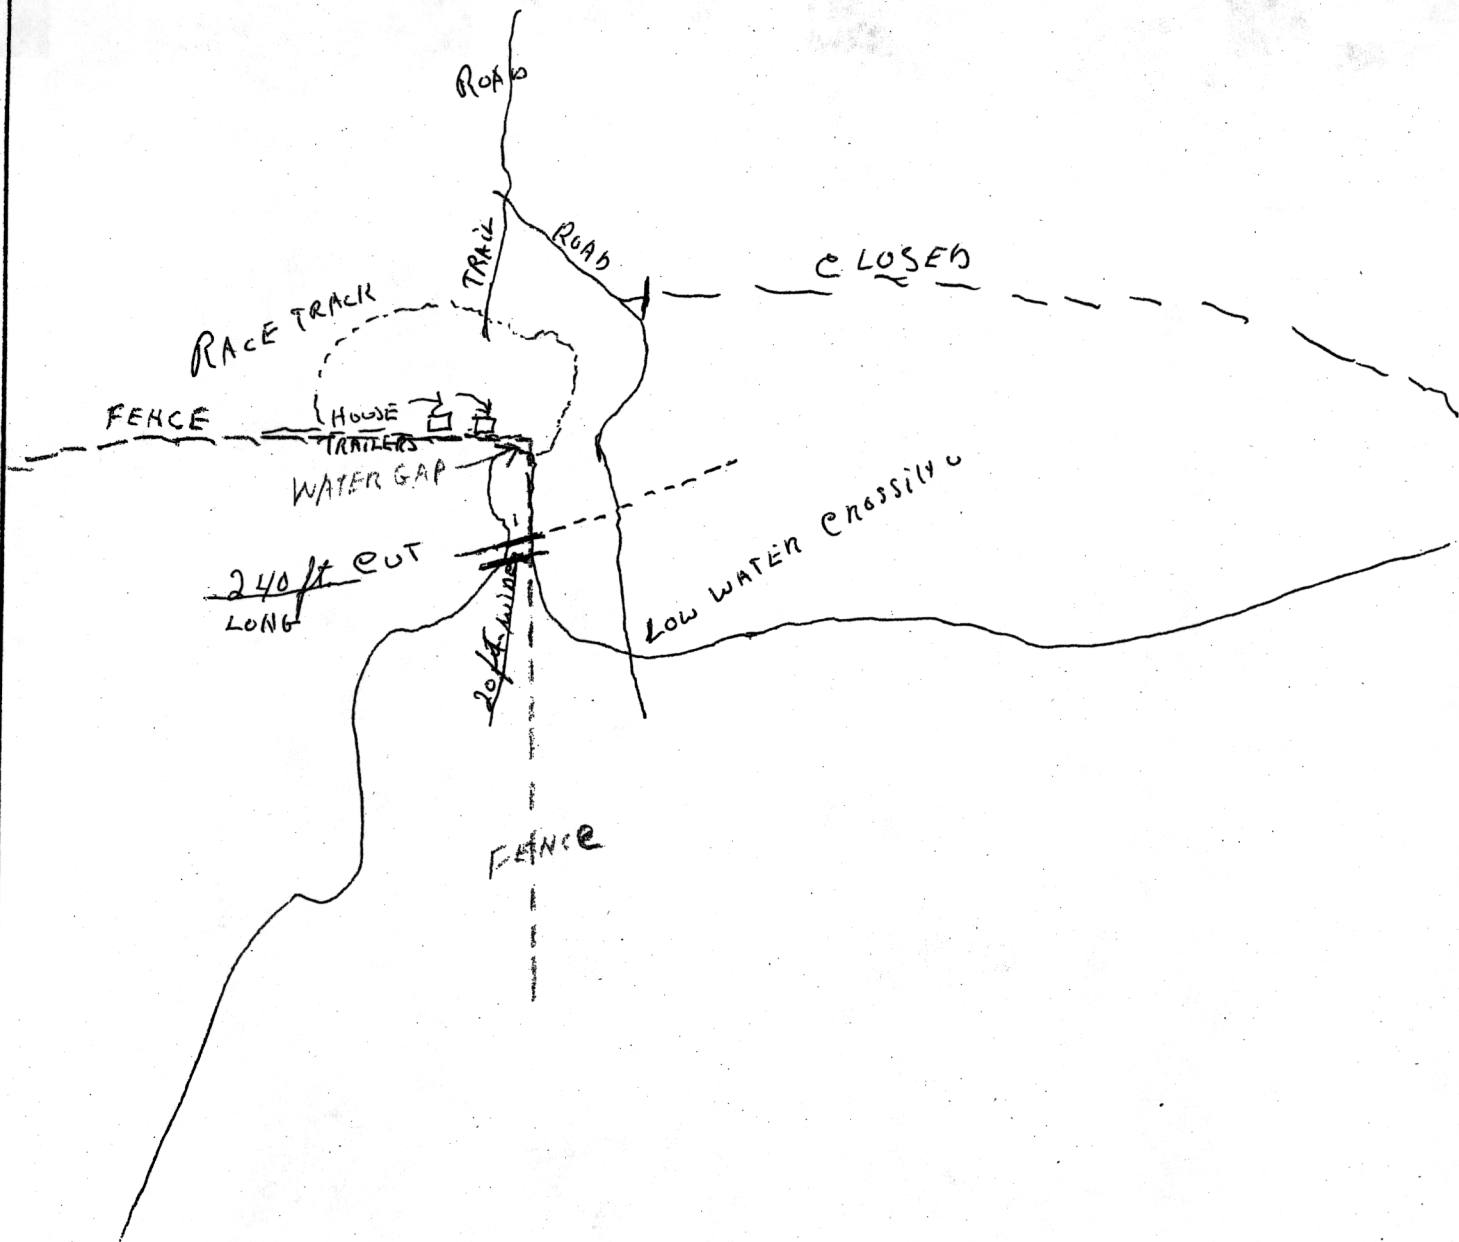 ROAD
TRAIL
ROAD
CLOSED
RACE TRACK
FENCE
HOUSE
TRAILERS
WATER GAP
LOW WATER CROSSING
240 ft CUT
LONG
20 ft wide
FENCE